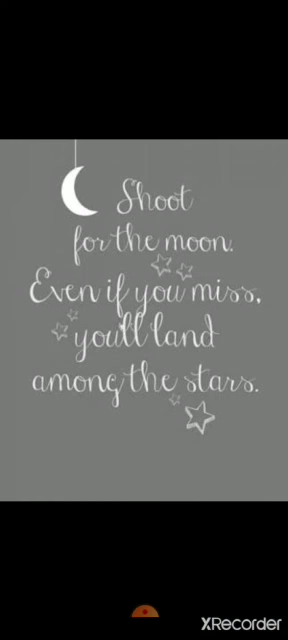 Shoot
for the moon.
Even if you miss,
you'll land
among the stars.
XRecorder